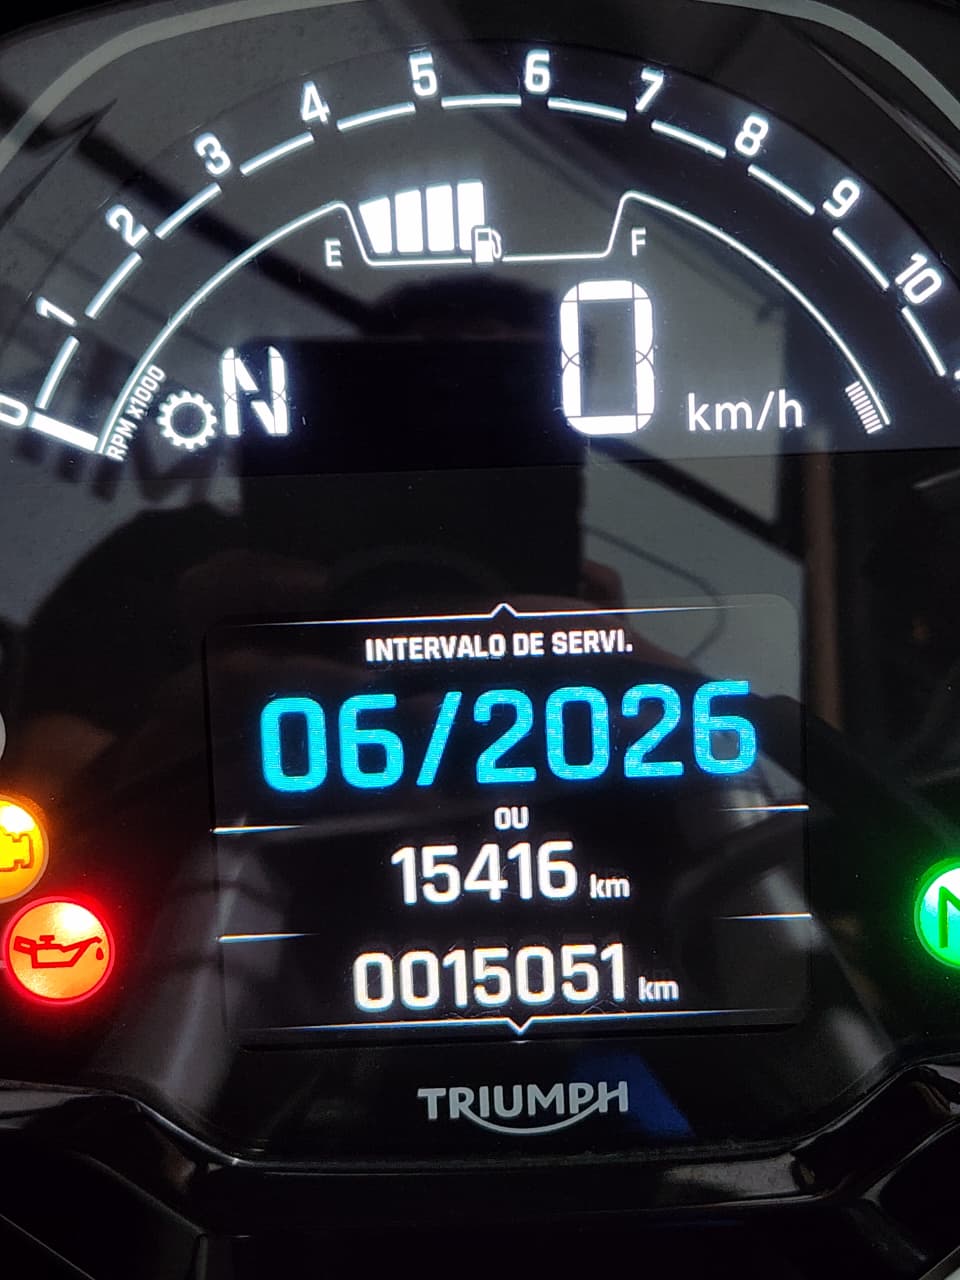 0 1 2 3 4 5 6 7 8 9 10
E F
RPM X1000
N 0 km/h
INTERVALO DE SERVI.
06/2026
OU
15416 km
0015051 km
N
TRIUMPH